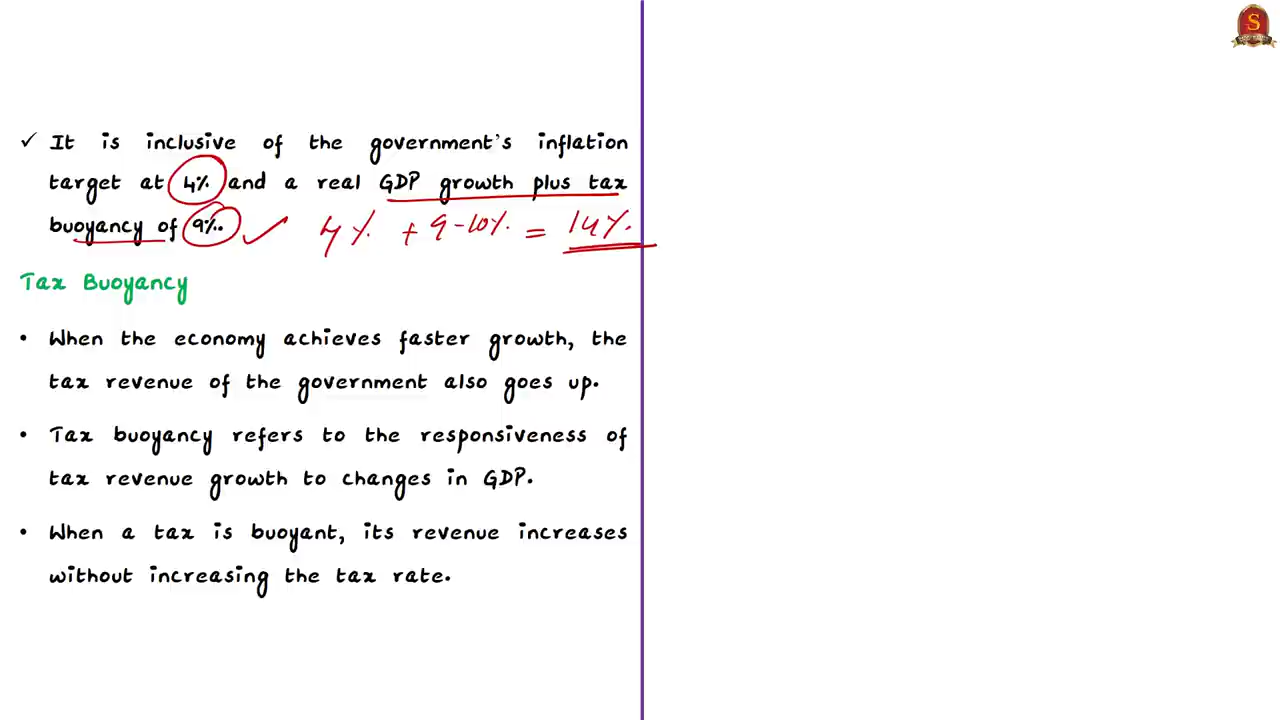 ✓ It is inclusive of the government's inflation
target at 4% and a real GDP growth plus tax
buoyancy of 9%. 4% + 9-10% = 14%
Tax Buoyancy
• When the economy achieves faster growth, the
tax revenue of the government also goes up.
• Tax buoyancy refers to the responsiveness of
tax revenue growth to changes in GDP.
• When a tax is buoyant, its revenue increases
without increasing the tax rate.
S